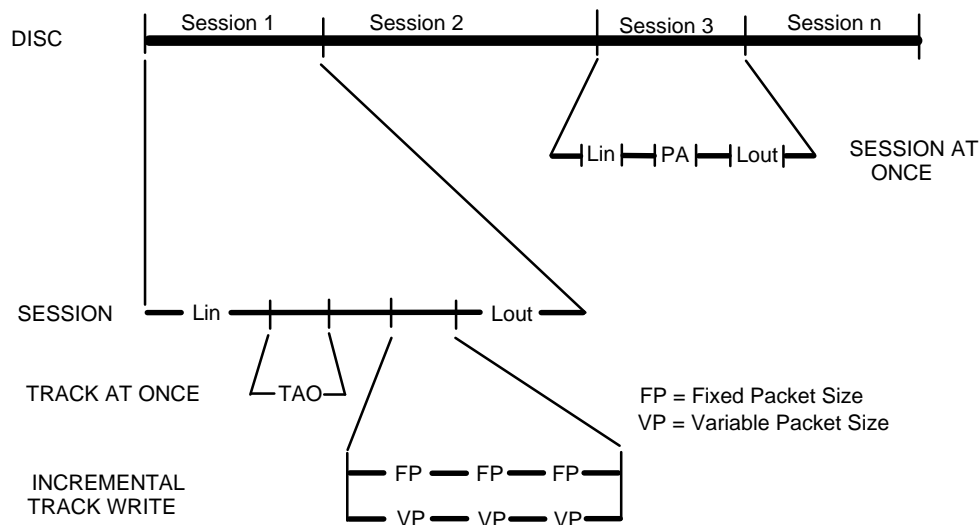 DISC
Session 1
Session 2
Session 3
Session n
Lin
PA
Lout
SESSION AT
ONCE
SESSION
Lin
Lout
TRACK AT ONCE
TAO
FP = Fixed Packet Size
VP = Variable Packet Size
INCREMENTAL
TRACK WRITE
FP
FP
FP
VP
VP
VP